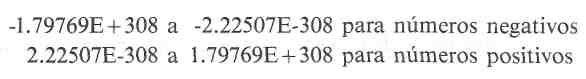 -1.79769E+308 a -2.22507E-308 para números negativos
2.22507E-308 a 1.79769E+308 para números positivos